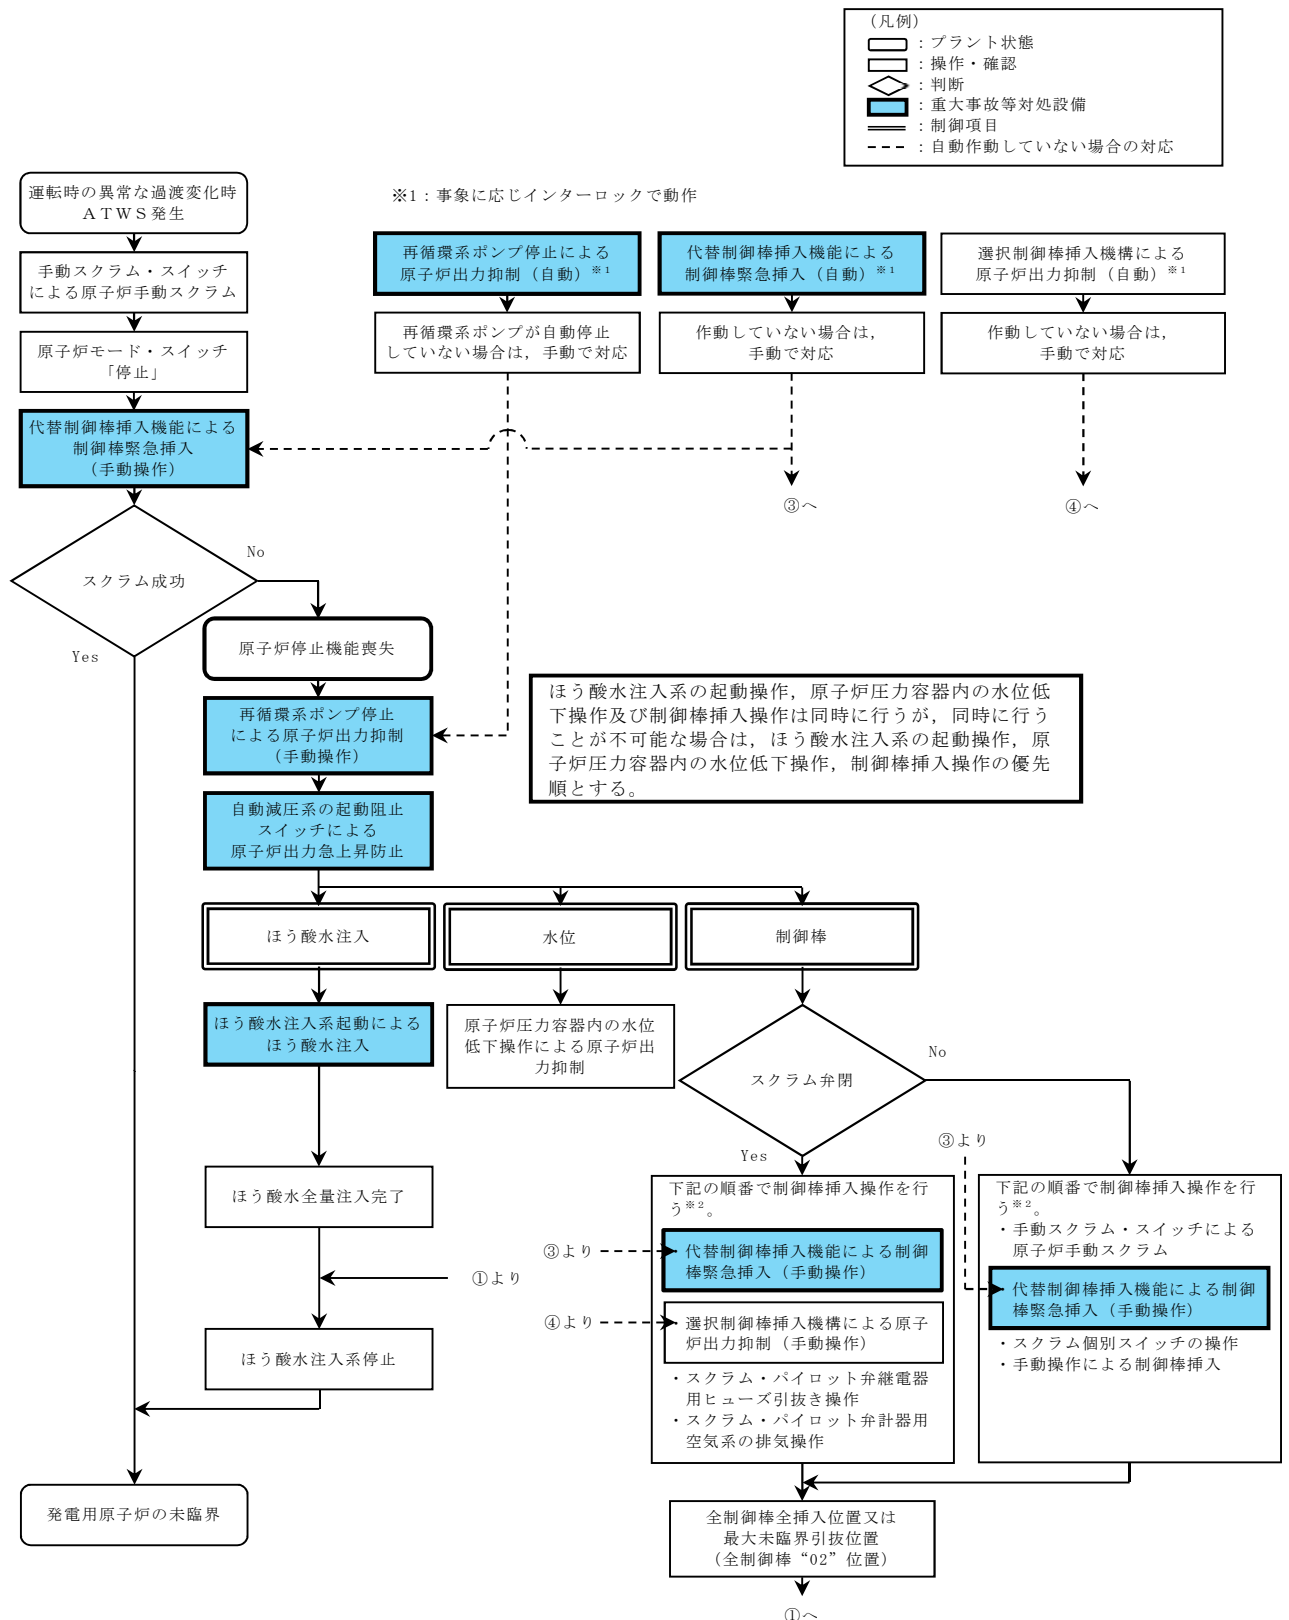 （凡例）
：プラント状態
：操作・確認
：判断
：重大事故等対処設備
：制御項目
：自動作動していない場合の対応
運転時の異常な過渡変化時
ＡＴＷＳ発生
※1：事象に応じインターロックで動作
手動スクラム・スイッチ
による原子炉手動スクラム
原子炉モード・スイッチ
「停止」
代替制御棒挿入機能による
制御棒緊急挿入
（手動操作）
再循環系ポンプ停止による
原子炉出力抑制（自動）※1
再循環系ポンプが自動停止
していない場合は，手動で対応
代替制御棒挿入機能による
制御棒緊急挿入（自動）※1
作動していない場合は，
手動で対応
③へ
選択制御棒挿入機構による
原子炉出力抑制（自動）※1
作動していない場合は，
手動で対応
④へ
スクラム成功
No
Yes
原子炉停止機能喪失
再循環系ポンプ停止
による原子炉出力抑制
（手動操作）
自動減圧系の起動阻止
スイッチによる
原子炉出力急上昇防止
ほう酸水注入系の起動操作，原子炉圧力容器内の水位低
下操作及び制御棒挿入操作は同時に行うが，同時に行う
ことが不可能な場合は，ほう酸水注入系の起動操作，原
子炉圧力容器内の水位低下操作，制御棒挿入操作の優先
順とする。
ほう酸水注入
水位
制御棒
ほう酸水注入系起動による
ほう酸水注入
原子炉圧力容器内の水位
低下操作による原子炉出
力抑制
スクラム弁閉
No
Yes
ほう酸水全量注入完了
①より
ほう酸水注入系停止
発電用原子炉の未臨界
下記の順番で制御棒挿入操作を行
う※2。
③より
・代替制御棒挿入機能による制御
棒緊急挿入（手動操作）
④より
・選択制御棒挿入機構による原子
炉出力抑制（手動操作）
・スクラム・パイロット弁継電器
用ヒューズ引抜き操作
・スクラム・パイロット弁計器用
空気系の排気操作
③より
下記の順番で制御棒挿入操作を行
う※2。
・手動スクラム・スイッチによる
原子炉手動スクラム
・代替制御棒挿入機能による制御
棒緊急挿入（手動操作）
・スクラム個別スイッチの操作
・手動操作による制御棒挿入
全制御棒全挿入位置又は
最大未臨界引抜位置
（全制御棒“02”位置）
①へ